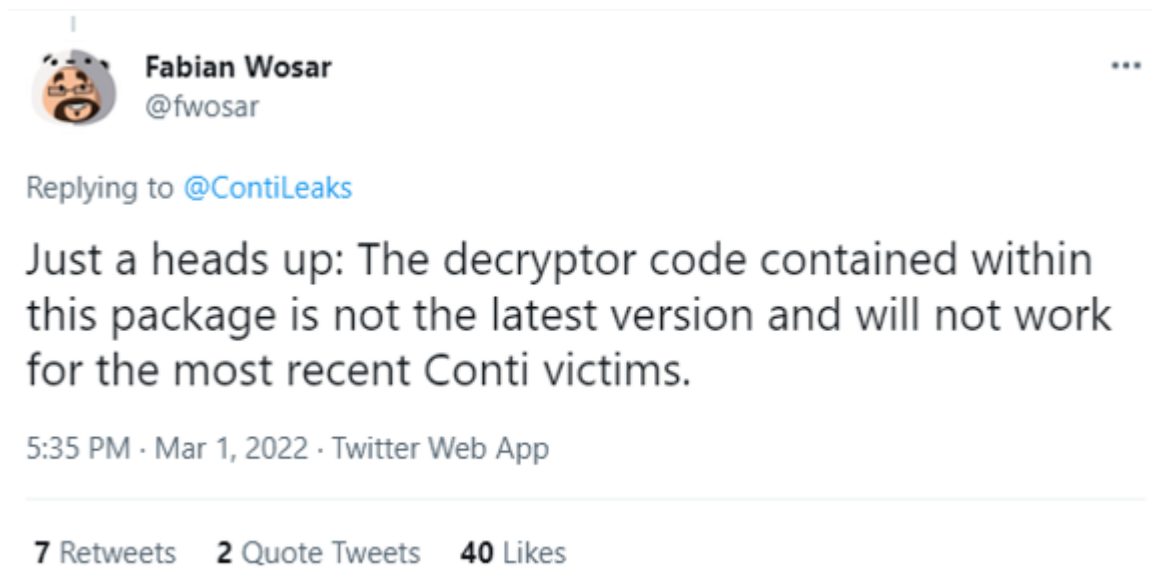 Fabian Wosar
@fwosar
Replying to @ContiLeaks
Just a heads up: The decryptor code contained within
this package is not the latest version and will not work
for the most recent Conti victims.
5:35 PM · Mar 1, 2022 · Twitter Web App
7 Retweets 2 Quote Tweets 40 Likes